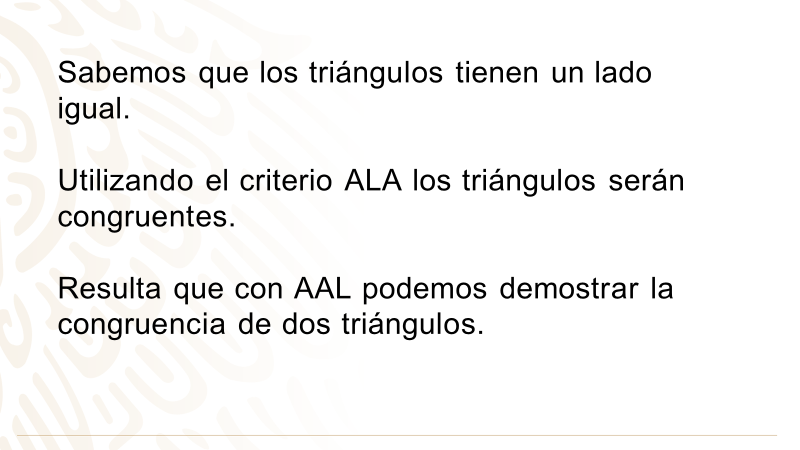 Sabemos que los triángulos tienen un lado
igual.
Utilizando el criterio ALA los triángulos serán
congruentes.
Resulta que con AAL podemos demostrar la
congruencia de dos triángulos.